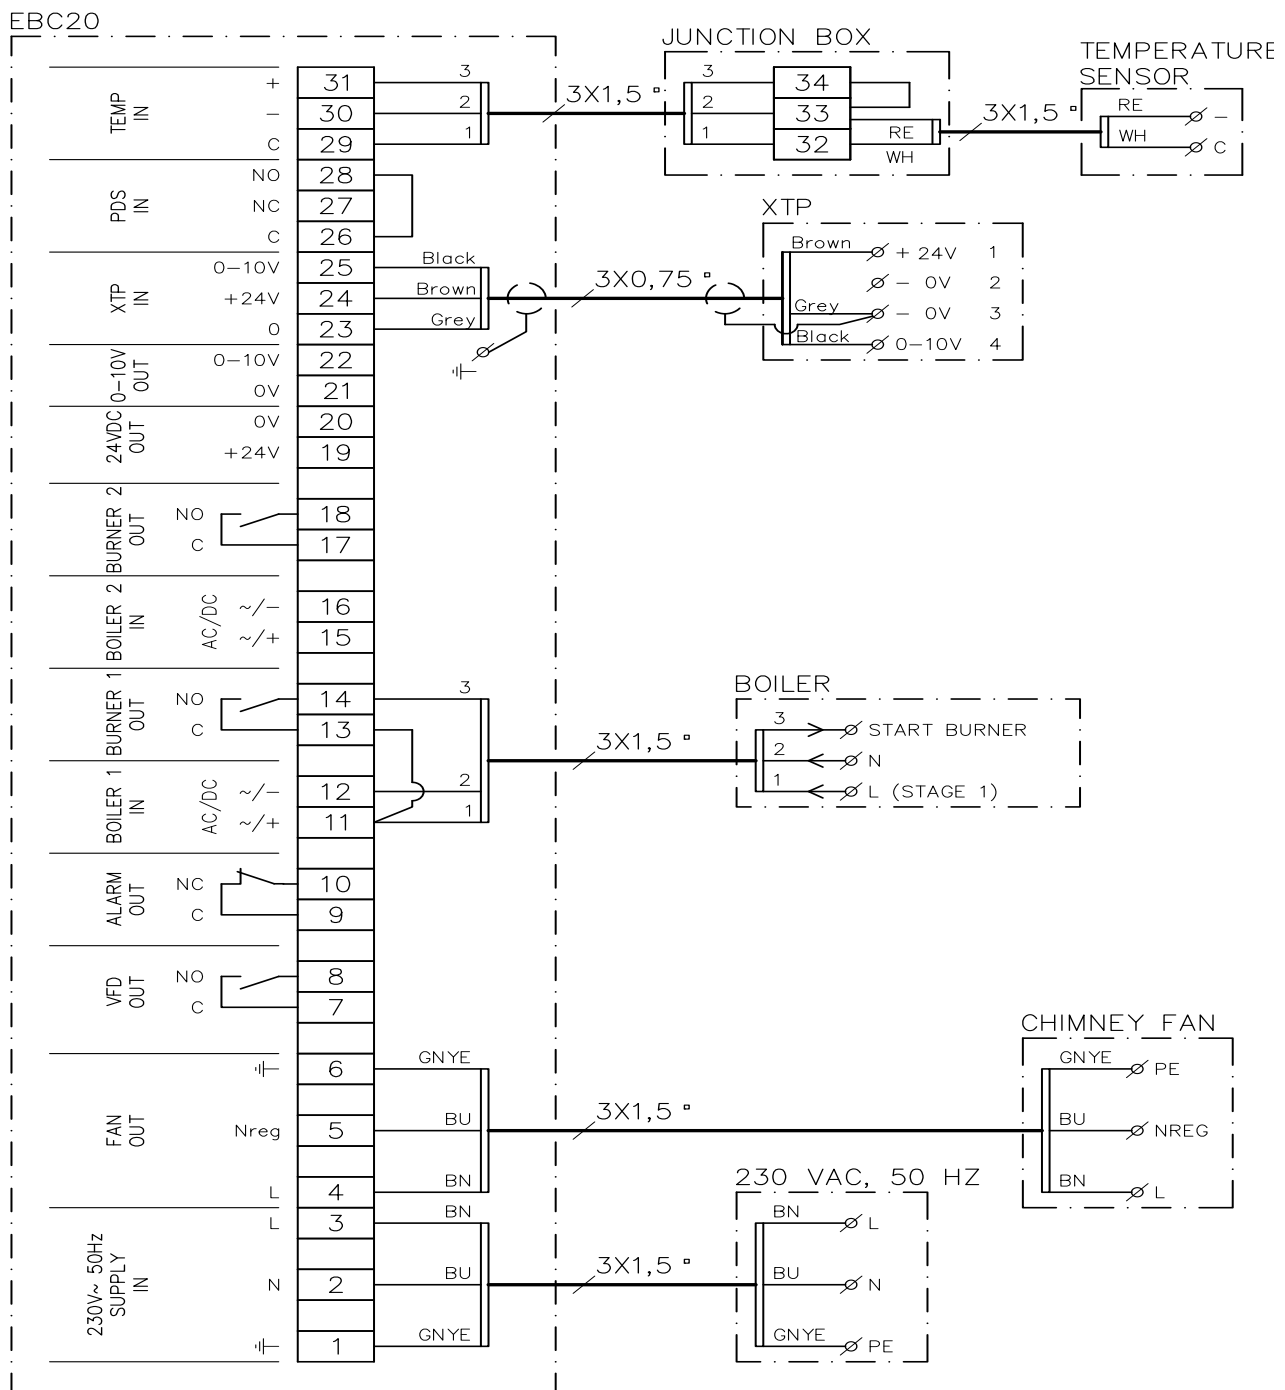 EBC20
JUNCTION BOX
TEMPERATURE
SENSOR
TEMP
IN
+
−
C
31
30
29
3
2
1
3X1,5
3
2
1
34
33
32
RE
WH
3X1,5
RE
WH
−
C
PDS
IN
NO
NC
C
28
27
26
XTP
IN
0−10V
+24V
0
25
24
23
Black
Brown
Grey
3X0,75
XTP
Brown
Grey
Black
+ 24V 1
− 0V 2
− 0V 3
0−10V 4
0−10V
OUT
0−10V
0V
22
21
24VDC
OUT
0V
+24V
20
19
BURNER 2
OUT
NO
C
18
17
BOILER 2
IN
AC/DC
~/−
~/+
16
15
BURNER 1
OUT
NO
C
14
13
3
BOILER 1
IN
AC/DC
~/−
~/+
12
11
2
1
3X1,5
BOILER
3 START BURNER
2 N
1 L (STAGE 1)
ALARM
OUT
NC
C
10
9
VFD
OUT
NO
C
8
7
FAN
OUT
Nreg
L
6
5
4
GNYE
BU
BN
3X1,5
CHIMNEY FAN
GNYE PE
BU NREG
BN L
230V~ 50Hz
SUPPLY
IN
L
N
3
2
1
BN
BU
GNYE
3X1,5
230 VAC, 50 HZ
BN L
BU N
GNYE PE